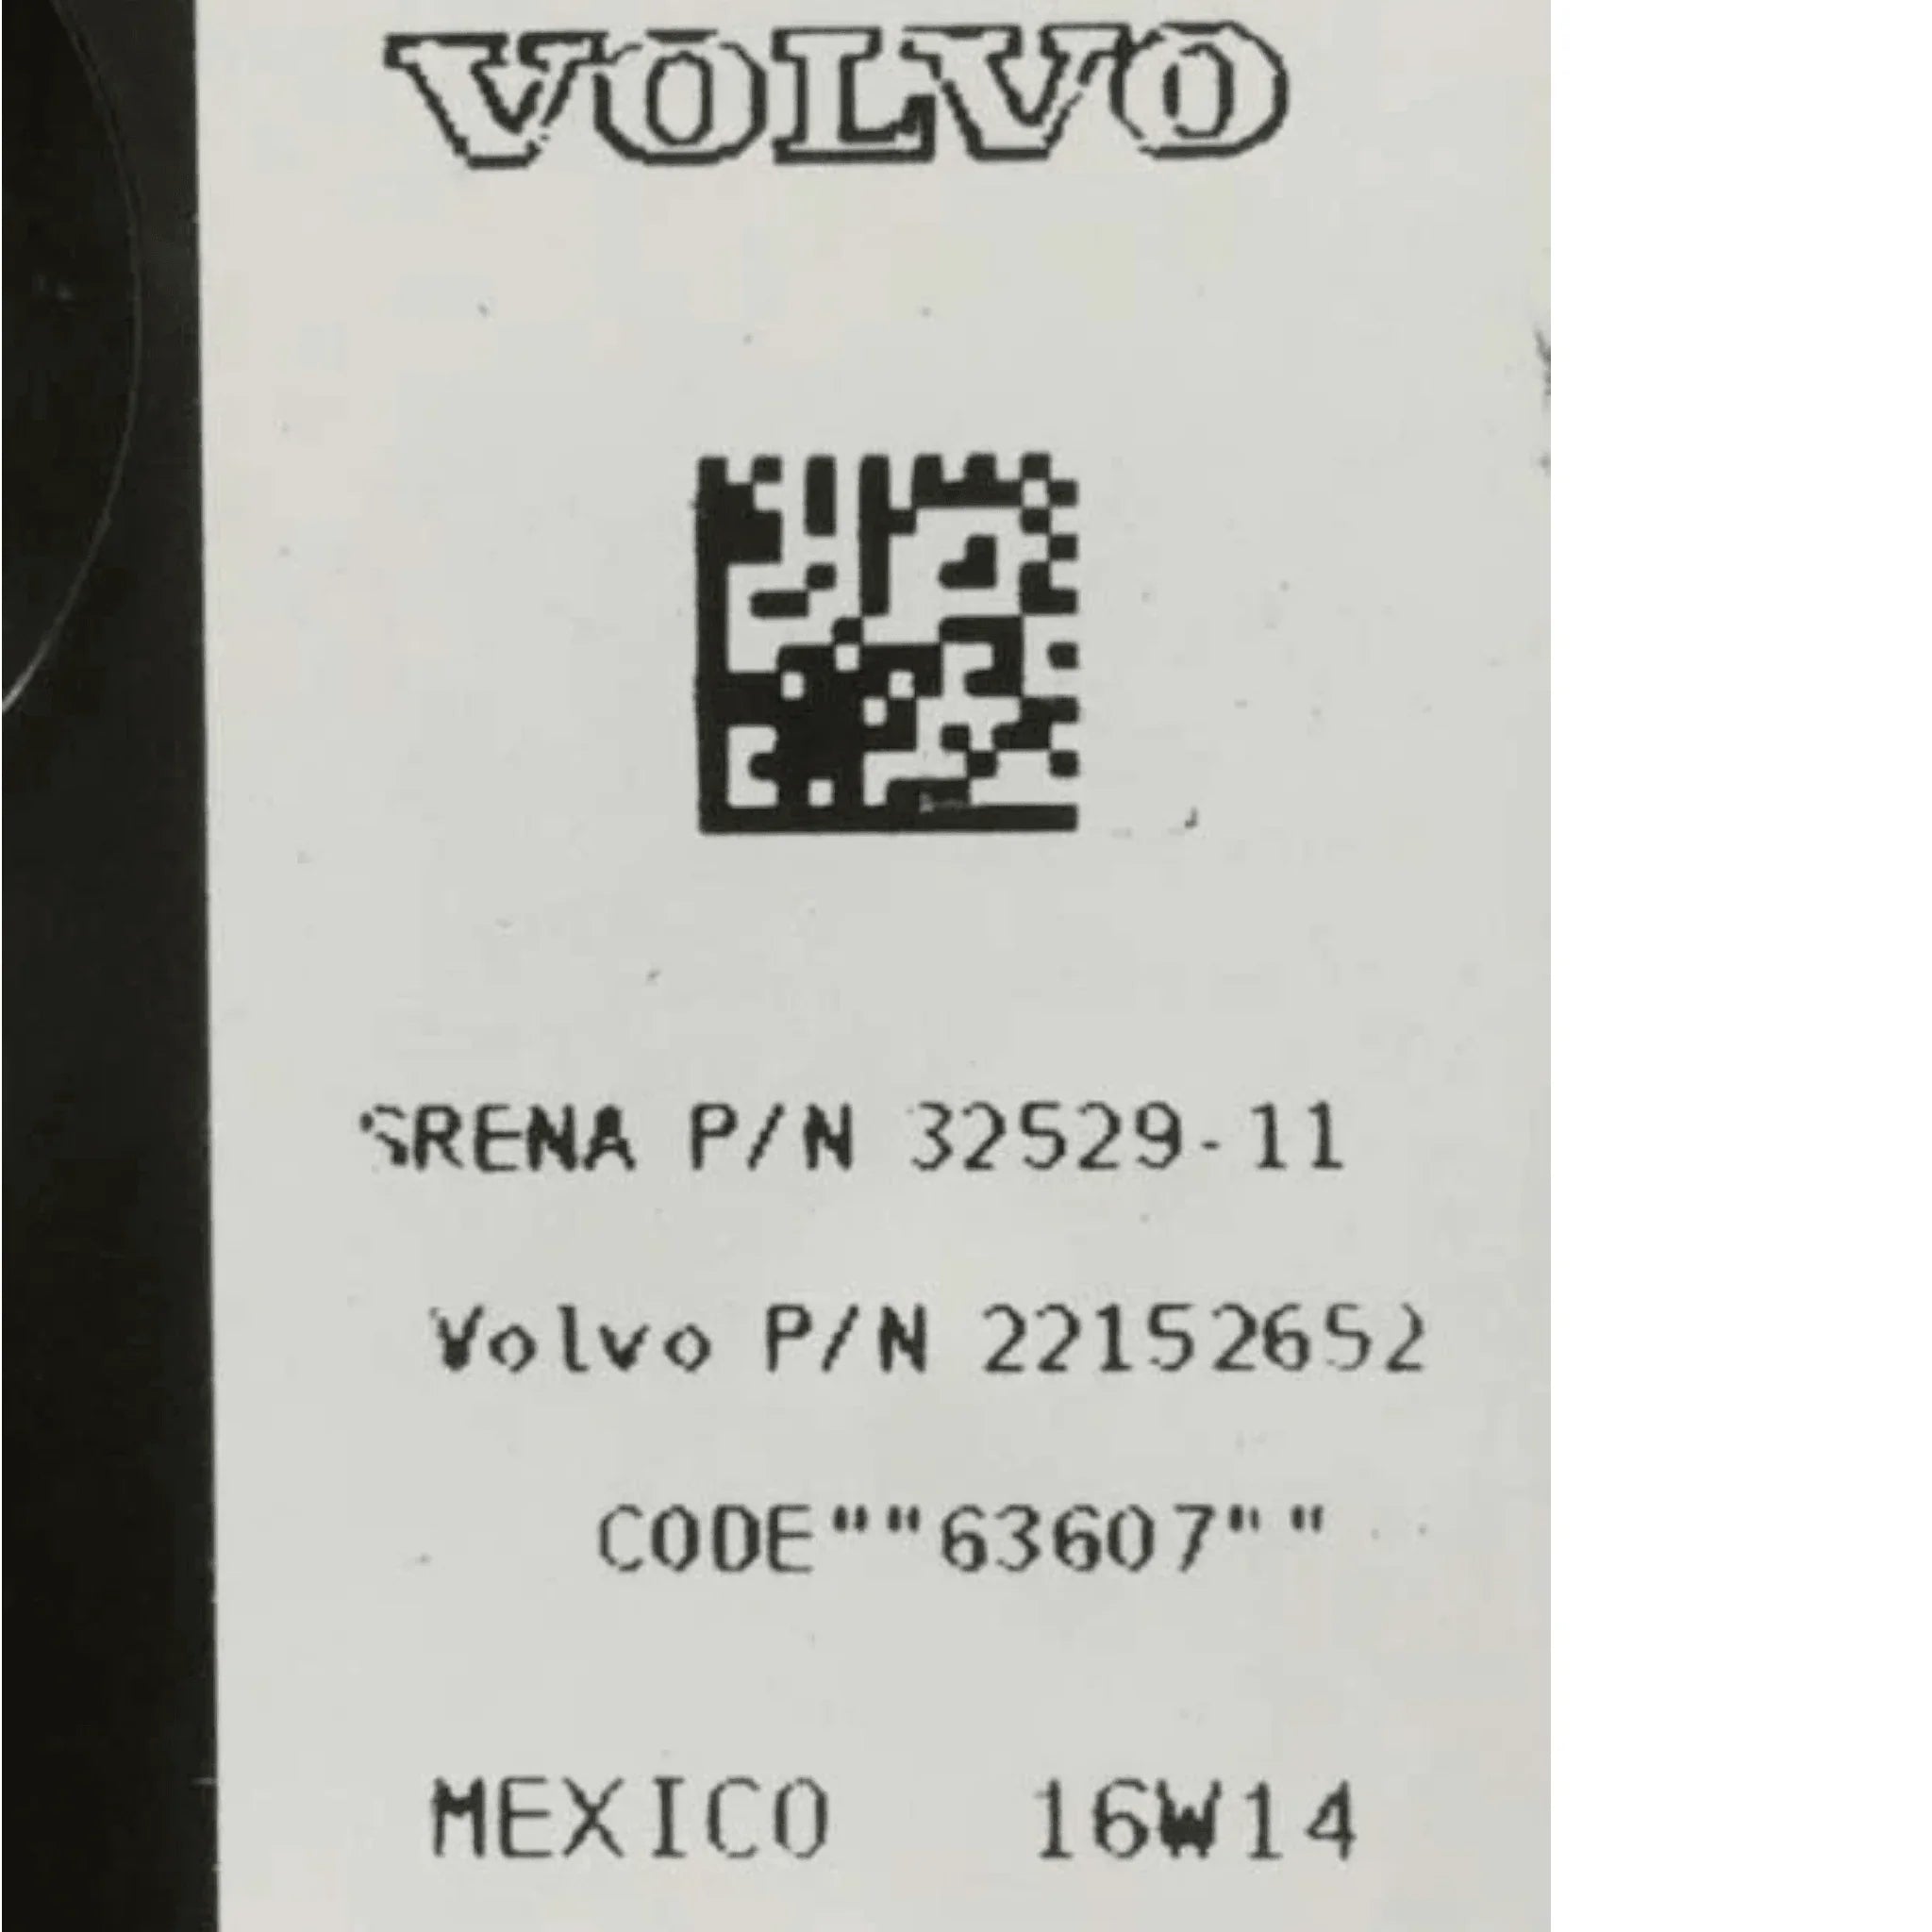 VOLVO
SRENA P/N 32529-11
Volvo P/N 22152652
CODE""63607""
MEXICO 16W14